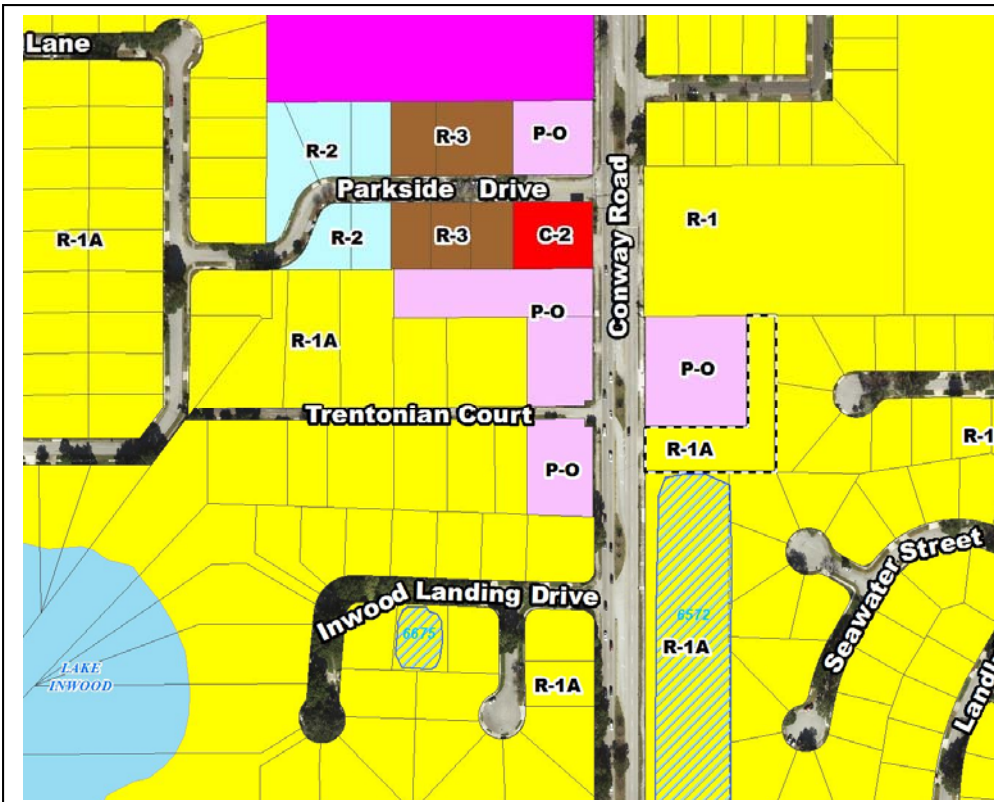 Lane
R-2
R-3
P-O
Parkside Drive
R-2
R-3
C-2
R-1A
Conway Road
R-1
P-O
R-1A
P-O
Trentonian Court
R-1A
R-1
P-O
Inwood Landing Drive
6675
6572
R-1A
Seawater Street
LAKE
INWOOD
R-1A